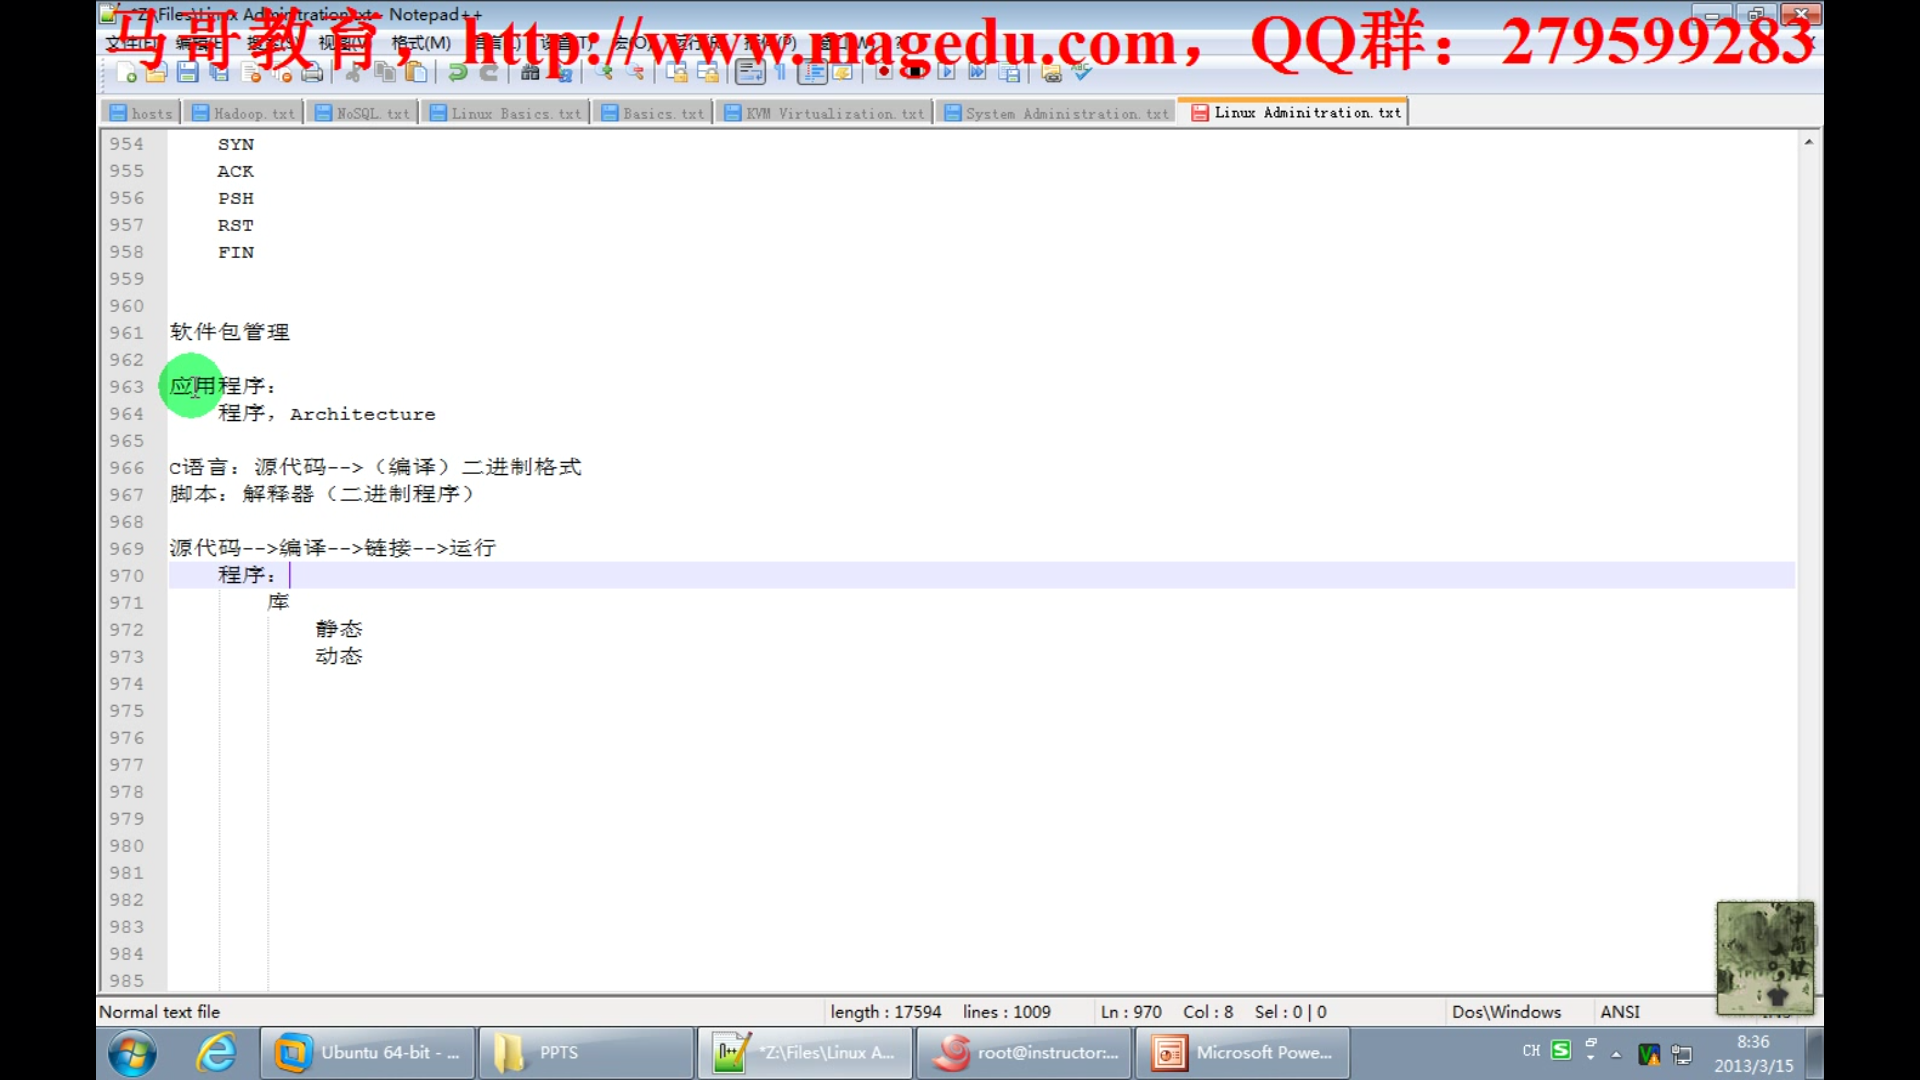 *Z:\Files\Linux Adminitration.txt - Notepad++
马哥教育，http://www.magedu.com，QQ群：279599283
文件(F) 编辑(E) 搜索(S) 视图(V) 格式(M) 语言(L) 设置(T) 宏(O) 运行(R) 插件(P) 窗口(W) ?
hosts Hadoop.txt NoSQL.txt Linux Basics.txt Basics.txt KVM Virtualization.txt System Administration.txt Linux Adminitration.txt
954 SYN
955 ACK
956 PSH
957 RST
958 FIN
959
960
961 软件包管理
962
963 应用程序：
964 程序，Architecture
965
966 C语言：源代码-->（编译）二进制格式
967 脚本：解释器（二进制程序）
968
969 源代码-->编译-->链接-->运行
970 程序：
971 库
972 静态
973 动态
974
975
976
977
978
979
980
981
982
983
984
985
Normal text file length : 17594 lines : 1009 Ln : 970 Col : 8 Sel : 0 | 0 Dos\Windows ANSI INS
Ubuntu 64-bit - ... PPTS *Z:\Files\Linux A... root@instructor:... Microsoft Powe... CH 8:36
2013/3/15